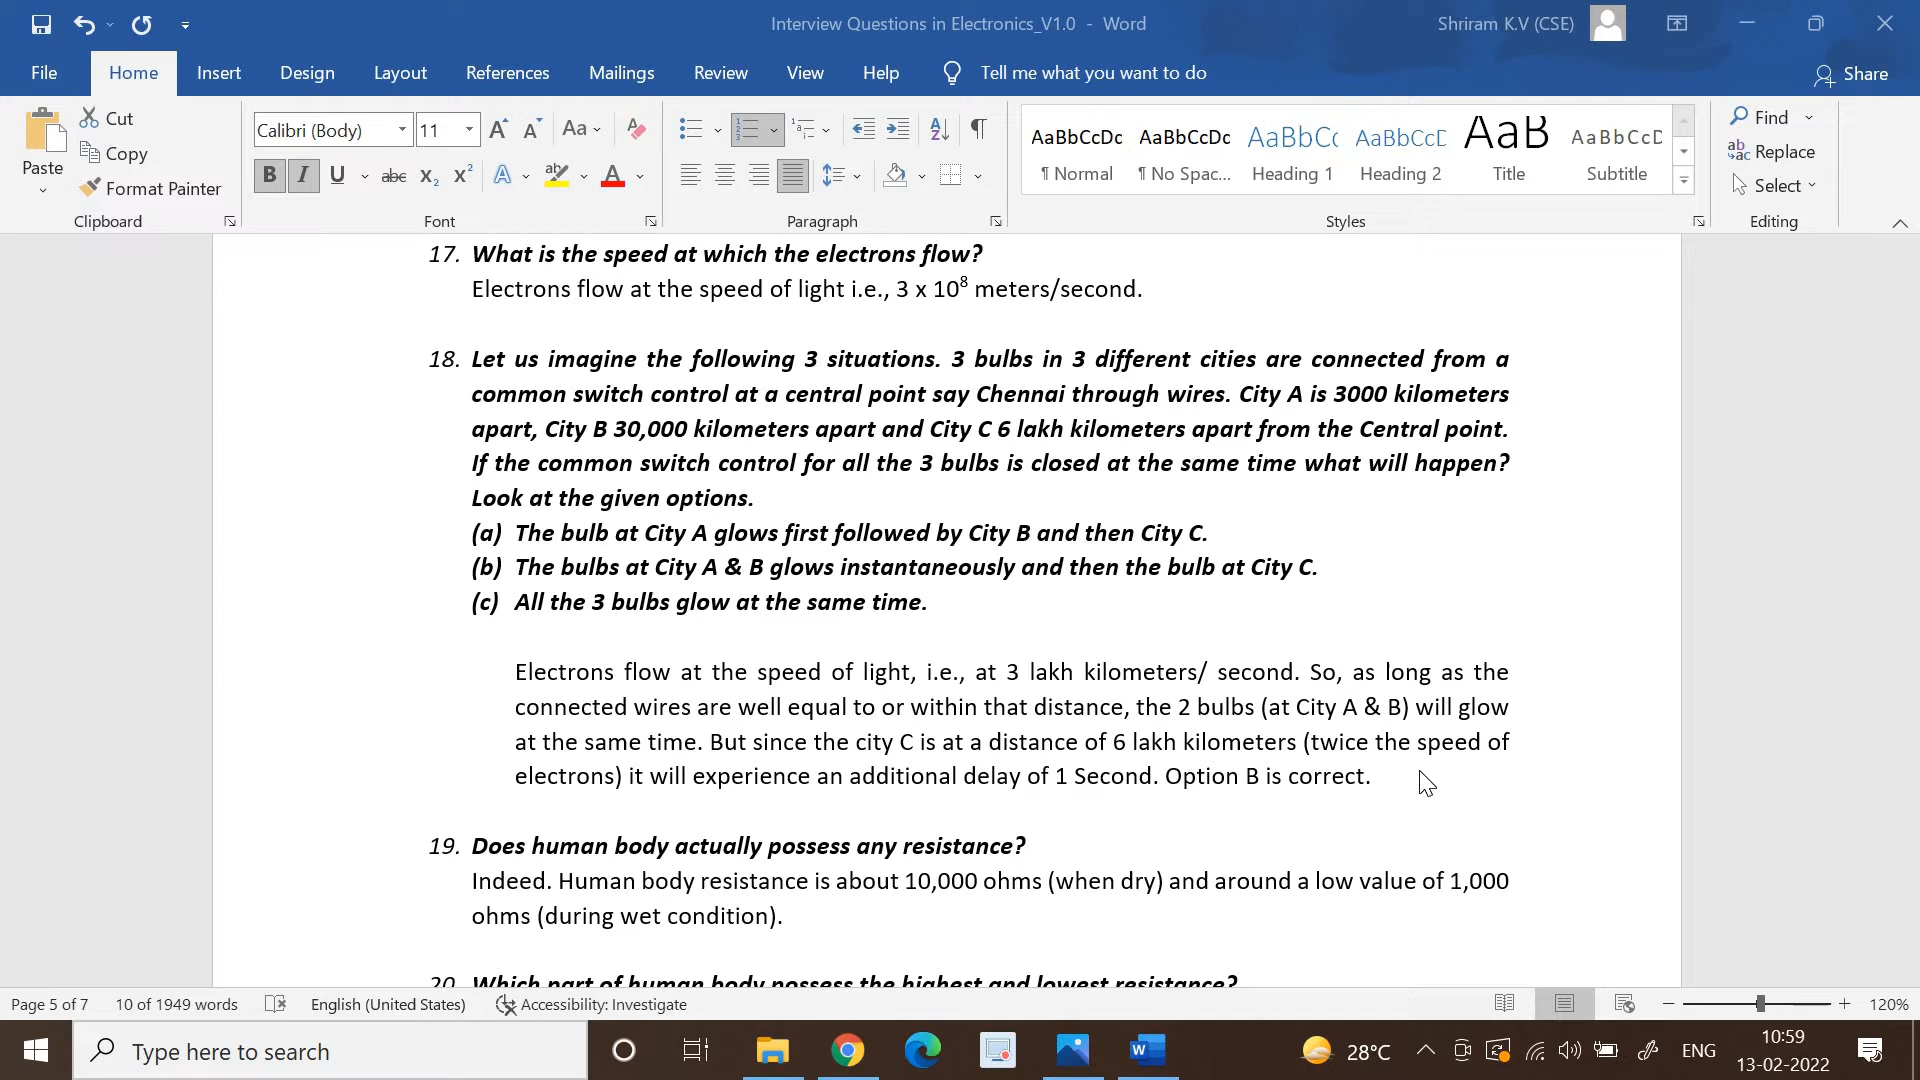 Interview Questions in Electronics_V1.0 - Word
Shriram K.V (CSE)
File Home Insert Design Layout References Mailings Review View Help Tell me what you want to do Share
Paste
Cut
Copy
Format Painter
Clipboard
Calibri (Body) 11
Font
Paragraph
AaBbCcDc AaBbCcDc AaBbC AaBbCcD AaB AaBbCcD
¶ Normal ¶ No Spac... Heading 1 Heading 2 Title Subtitle
Styles
Find
Replace
Select
Editing
17. What is the speed at which the electrons flow?
Electrons flow at the speed of light i.e., 3 x 10⁸ meters/second.
18. Let us imagine the following 3 situations. 3 bulbs in 3 different cities are connected from a
common switch control at a central point say Chennai through wires. City A is 3000 kilometers
apart, City B 30,000 kilometers apart and City C 6 lakh kilometers apart from the Central point.
If the common switch control for all the 3 bulbs is closed at the same time what will happen?
Look at the given options.
(a) The bulb at City A glows first followed by City B and then City C.
(b) The bulbs at City A & B glows instantaneously and then the bulb at City C.
(c) All the 3 bulbs glow at the same time.
Electrons flow at the speed of light, i.e., at 3 lakh kilometers/ second. So, as long as the
connected wires are well equal to or within that distance, the 2 bulbs (at City A & B) will glow
at the same time. But since the city C is at a distance of 6 lakh kilometers (twice the speed of
electrons) it will experience an additional delay of 1 Second. Option B is correct.
19. Does human body actually possess any resistance?
Indeed. Human body resistance is about 10,000 ohms (when dry) and around a low value of 1,000
ohms (during wet condition).
20. Which part of human body possess the highest and lowest resistance?
Page 5 of 7 10 of 1949 words English (United States) Accessibility: Investigate 120%
Type here to search
28°C ENG
10:59
13-02-2022